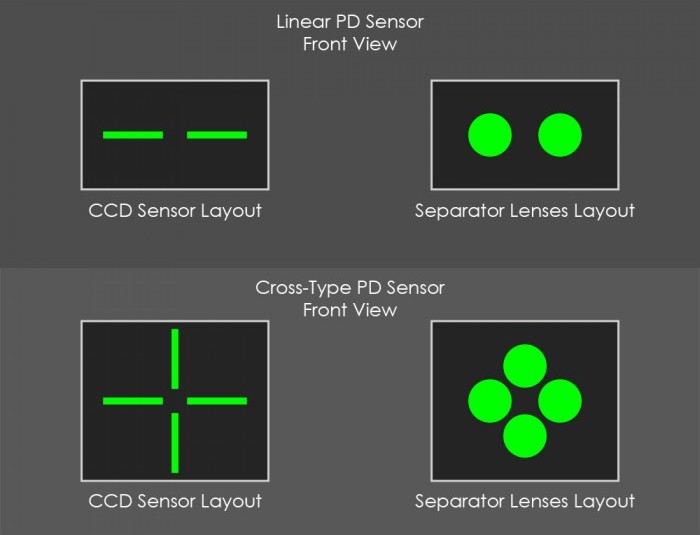 Linear PD Sensor
Front View
CCD Sensor Layout
Separator Lenses Layout
Cross-Type PD Sensor
Front View
CCD Sensor Layout
Separator Lenses Layout